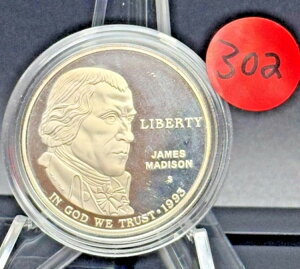 302
LIBERTY
JAMES
MADISON
S
IN GOD WE TRUST · 1993